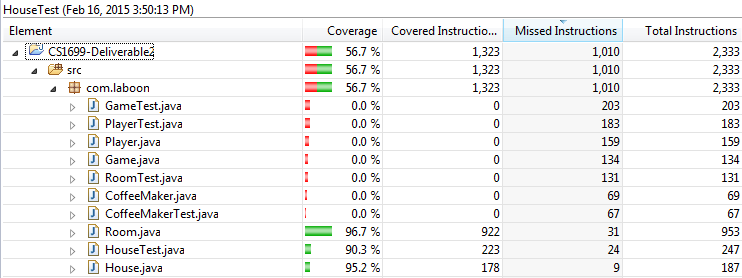 HouseTest (Feb 16, 2015 3:50:13 PM)
Element Coverage Covered Instructio... Missed Instructions Total Instructions
CS1699-Deliverable2 56.7 % 1,323 1,010 2,333
src 56.7 % 1,323 1,010 2,333
com.laboon 56.7 % 1,323 1,010 2,333
GameTest.java 0.0 % 0 203 203
PlayerTest.java 0.0 % 0 183 183
Player.java 0.0 % 0 159 159
Game.java 0.0 % 0 134 134
RoomTest.java 0.0 % 0 131 131
CoffeeMaker.java 0.0 % 0 69 69
CoffeeMakerTest.java 0.0 % 0 67 67
Room.java 96.7 % 922 31 953
HouseTest.java 90.3 % 223 24 247
House.java 95.2 % 178 9 187